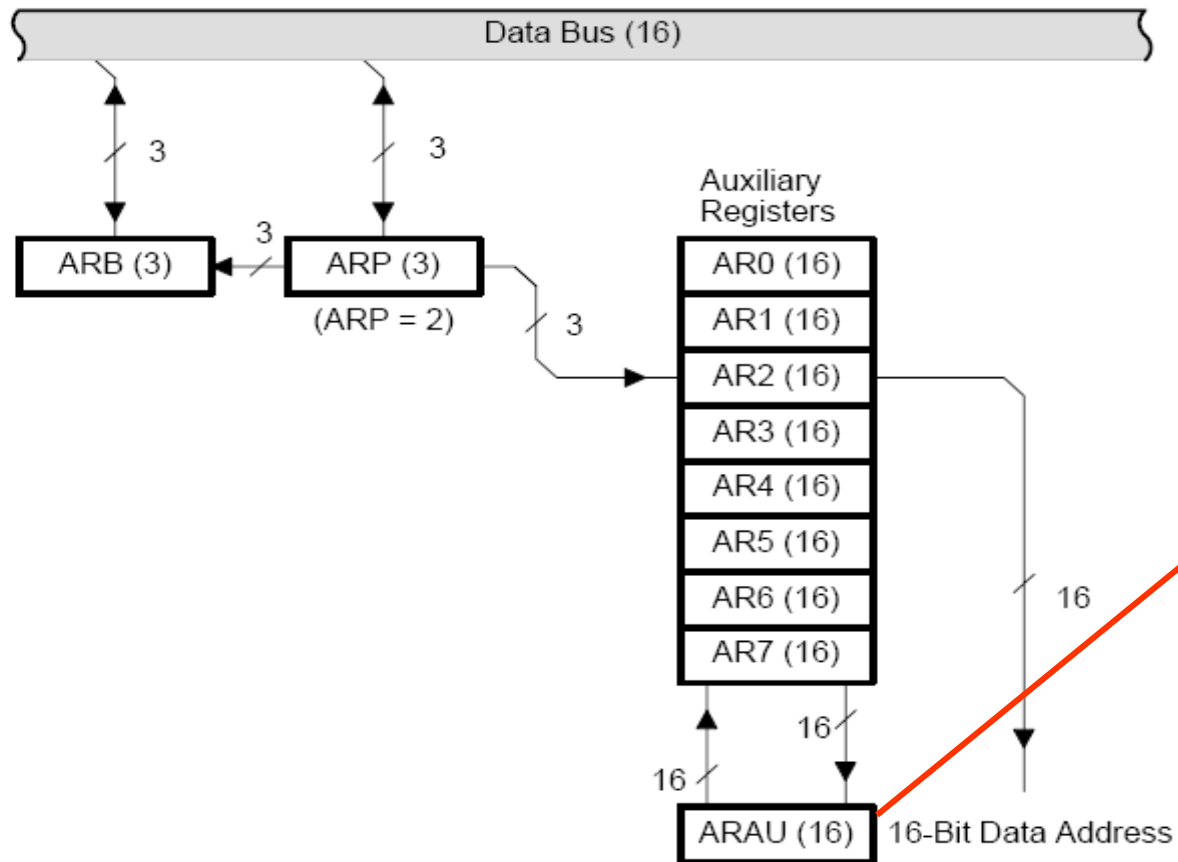 Data Bus (16)
3
3
Auxiliary
Registers
3
ARB (3)
ARP (3)
AR0 (16)
(ARP = 2)
3
AR1 (16)
AR2 (16)
AR3 (16)
AR4 (16)
AR5 (16)
AR6 (16)
16
AR7 (16)
16
16
ARAU (16)
16-Bit Data Address